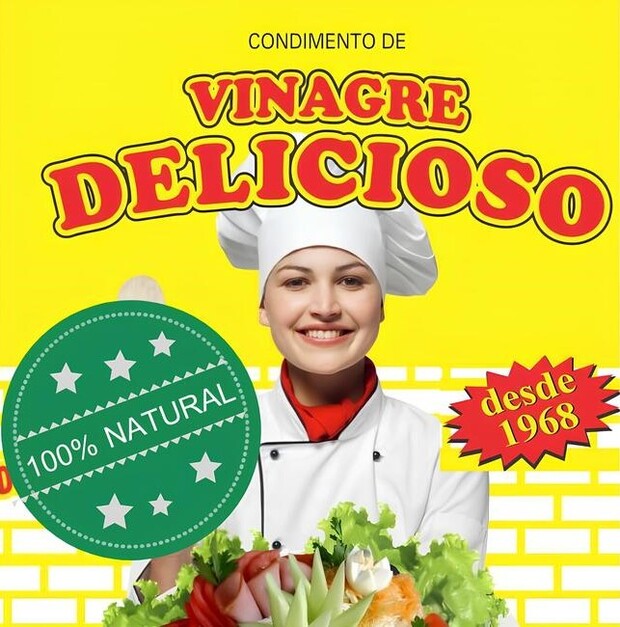 CONDIMENTO DE
VINAGRE
DELICIOSO
100% NATURAL
desde
1968